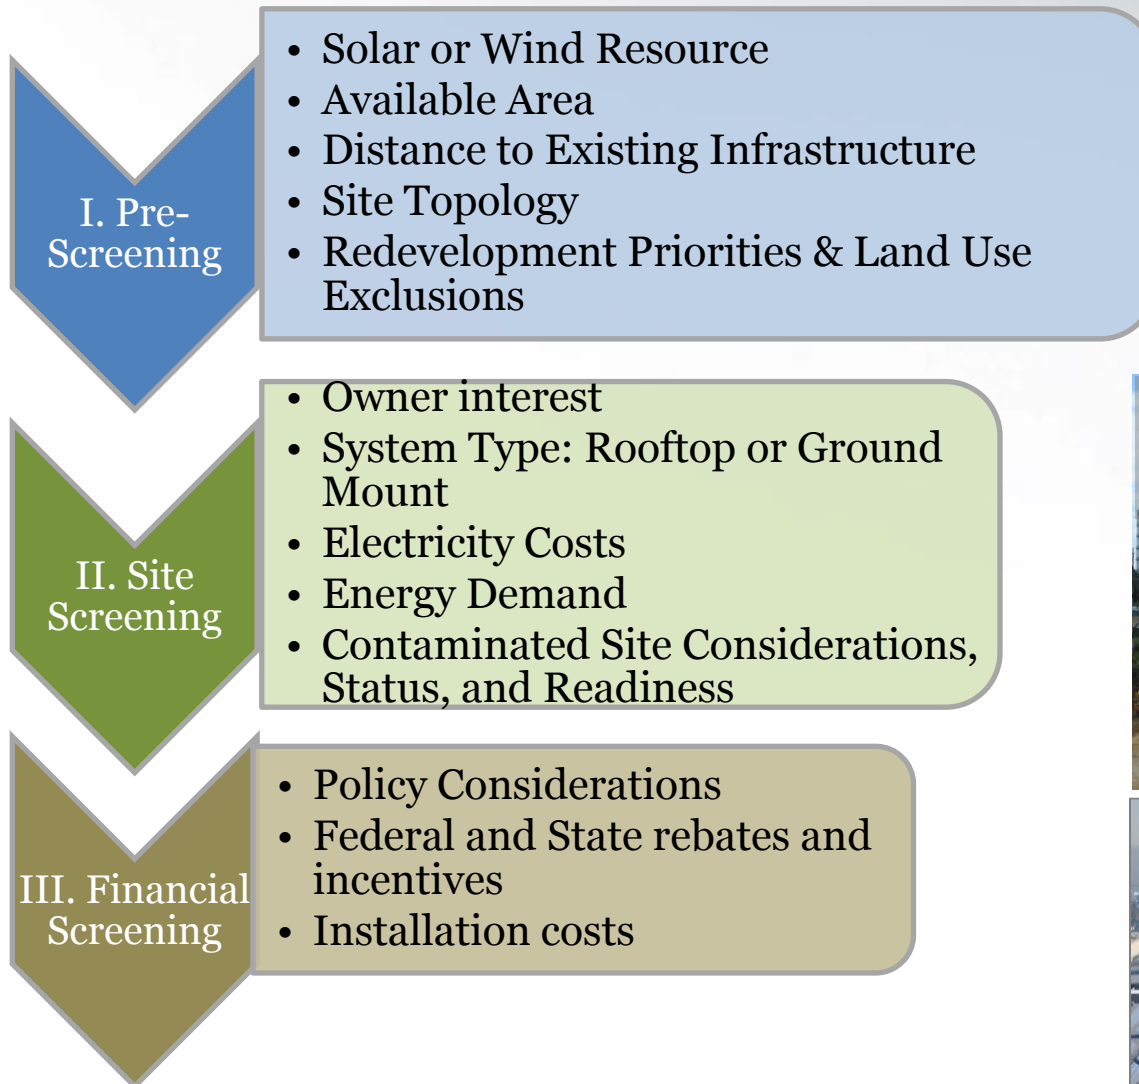 I. Pre-
Screening
• Solar or Wind Resource
• Available Area
• Distance to Existing Infrastructure
• Site Topology
• Redevelopment Priorities & Land Use
Exclusions
II. Site
Screening
• Owner interest
• System Type: Rooftop or Ground
Mount
• Electricity Costs
• Energy Demand
• Contaminated Site Considerations,
Status, and Readiness
III. Financial
Screening
• Policy Considerations
• Federal and State rebates and
incentives
• Installation costs